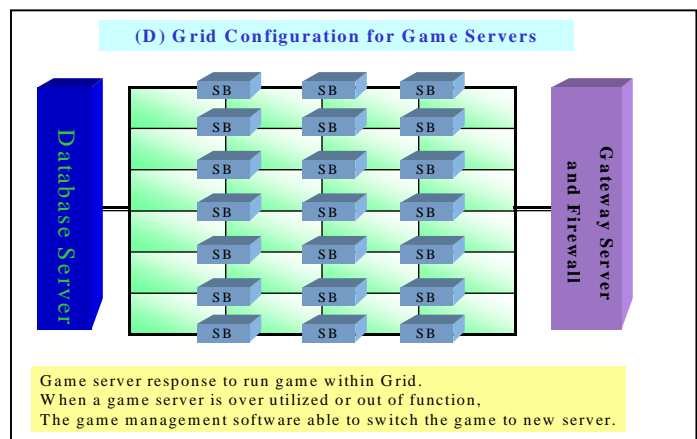 (D) Grid Configuration for Game Servers
Database Server
SB SB SB
SB SB SB
SB SB SB
SB SB SB
SB SB SB
SB SB SB
SB SB SB
Gateway Server
and Firewall
Game server response to run game within Grid.
When a game server is over utilized or out of function,
The game management software able to switch the game to new server.